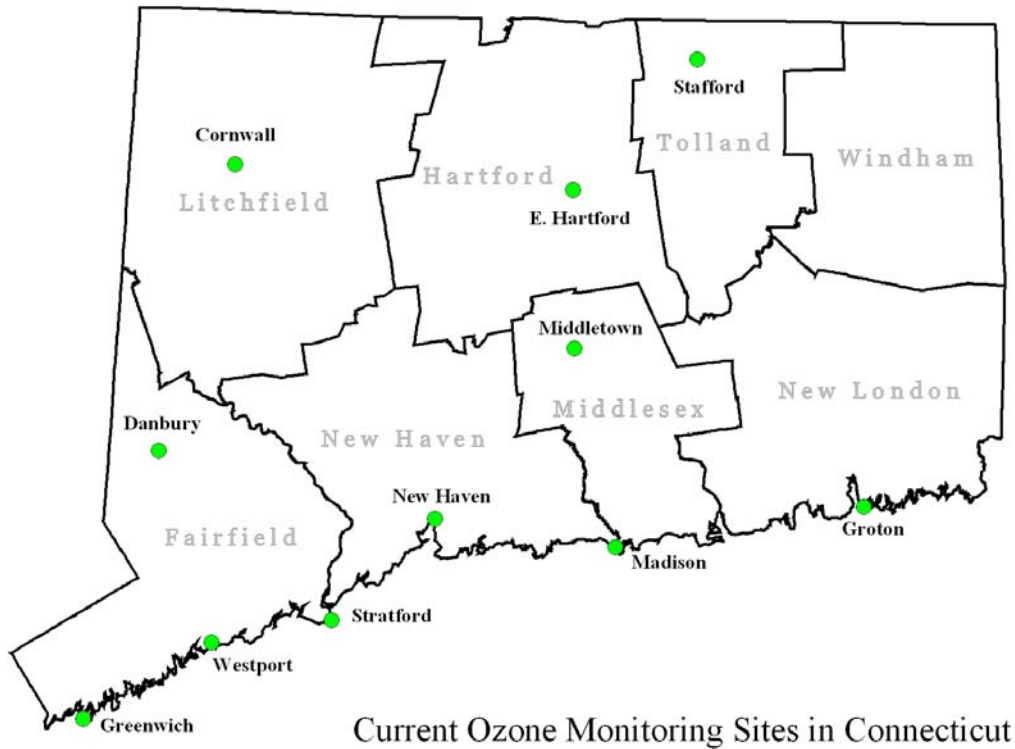 Stafford
Cornwall
Tolland
Windham
Hartford
Litchfield
E. Hartford
Middletown
New London
Middlesex
Danbury
New Haven
New Haven
Fairfield
Groton
Madison
Stratford
Westport
Greenwich
Current Ozone Monitoring Sites in Connecticut